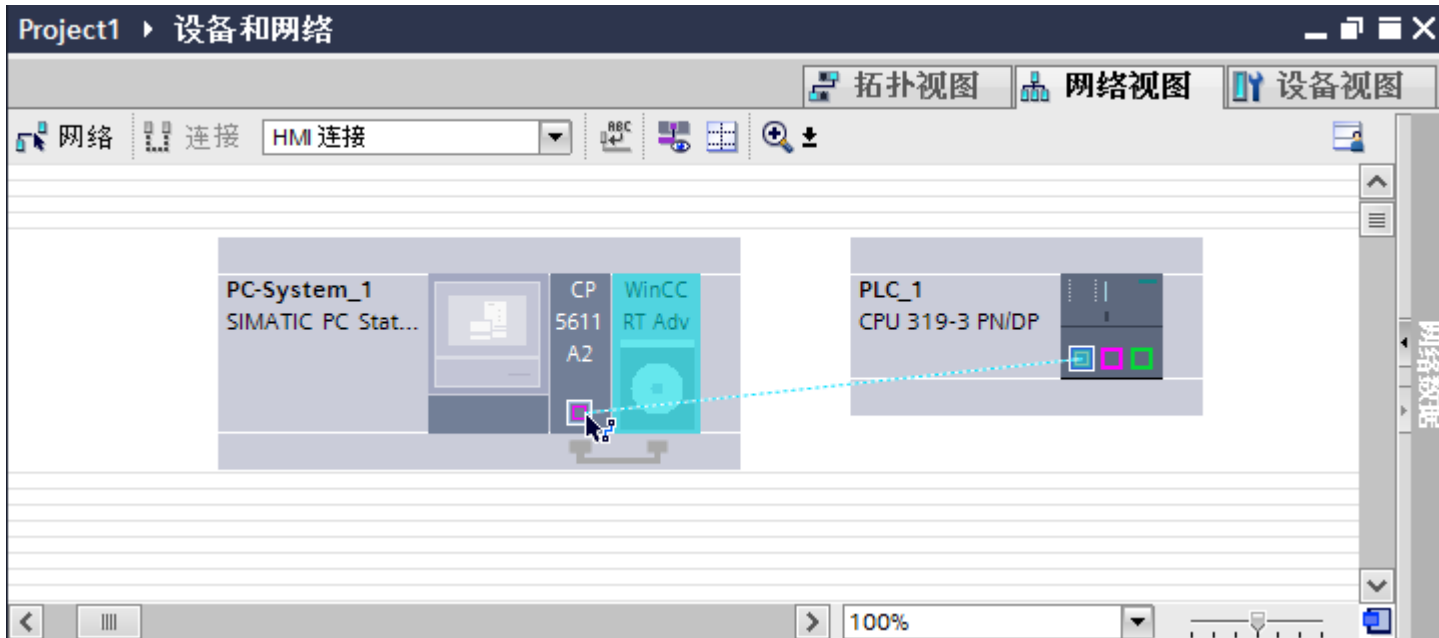 Project1 ▸ 设备和网络
拓扑视图 网络视图 设备视图
网络 连接 HMI 连接
ABC
PC-System_1
SIMATIC PC Stat...
CP
5611
A2
WinCC
RT Adv
PLC_1
CPU 319-3 PN/DP
网络数据
100%